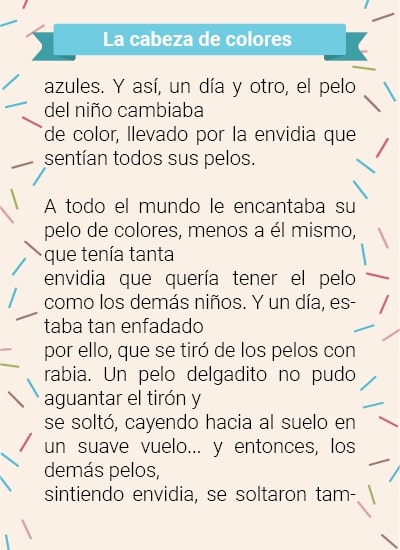 La cabeza de colores
azules. Y así, un día y otro, el pelo
del niño cambiaba
de color, llevado por la envidia que
sentían todos sus pelos.
A todo el mundo le encantaba su
pelo de colores, menos a él mismo,
que tenía tanta
envidia que quería tener el pelo
como los demás niños. Y un día, es-
taba tan enfadado
por ello, que se tiró de los pelos con
rabia. Un pelo delgadito no pudo
aguantar el tirón y
se soltó, cayendo hacia al suelo en
un suave vuelo... y entonces, los
demás pelos,
sintiendo envidia, se soltaron tam-